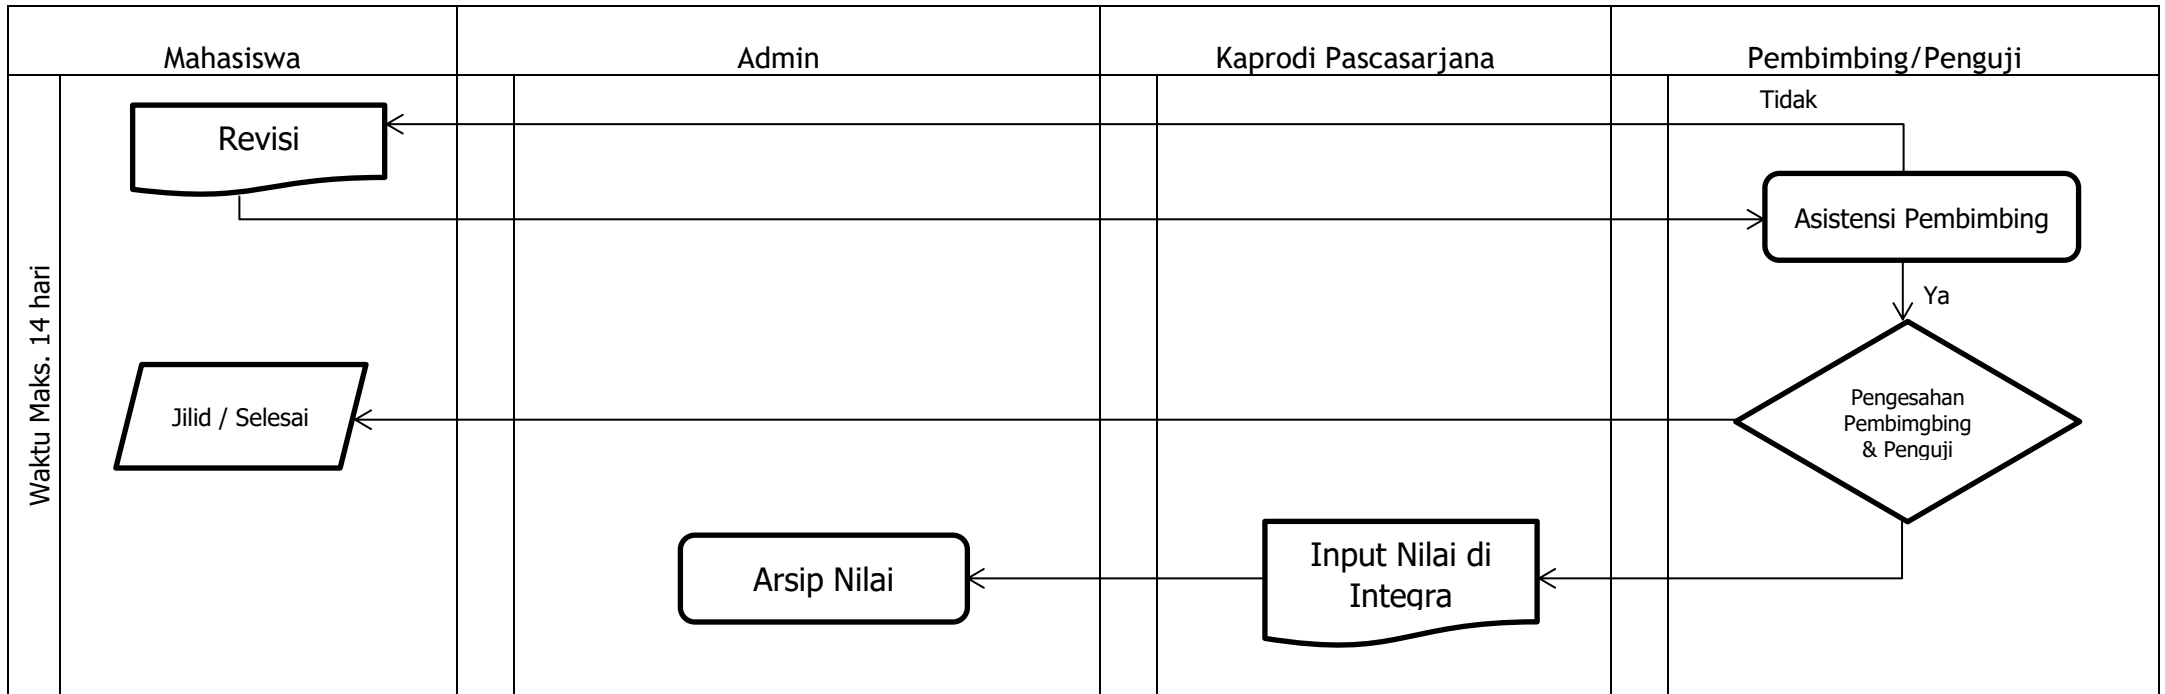 Mahasiswa
Admin
Kaprodi Pascasarjana
Pembimbing/Penguji
Waktu Maks. 14 hari
Tidak
Revisi
Asistensi Pembimbing
Ya
Jilid / Selesai
Pengesahan
Pembimgbing
& Penguji
Arsip Nilai
Input Nilai di
Integra